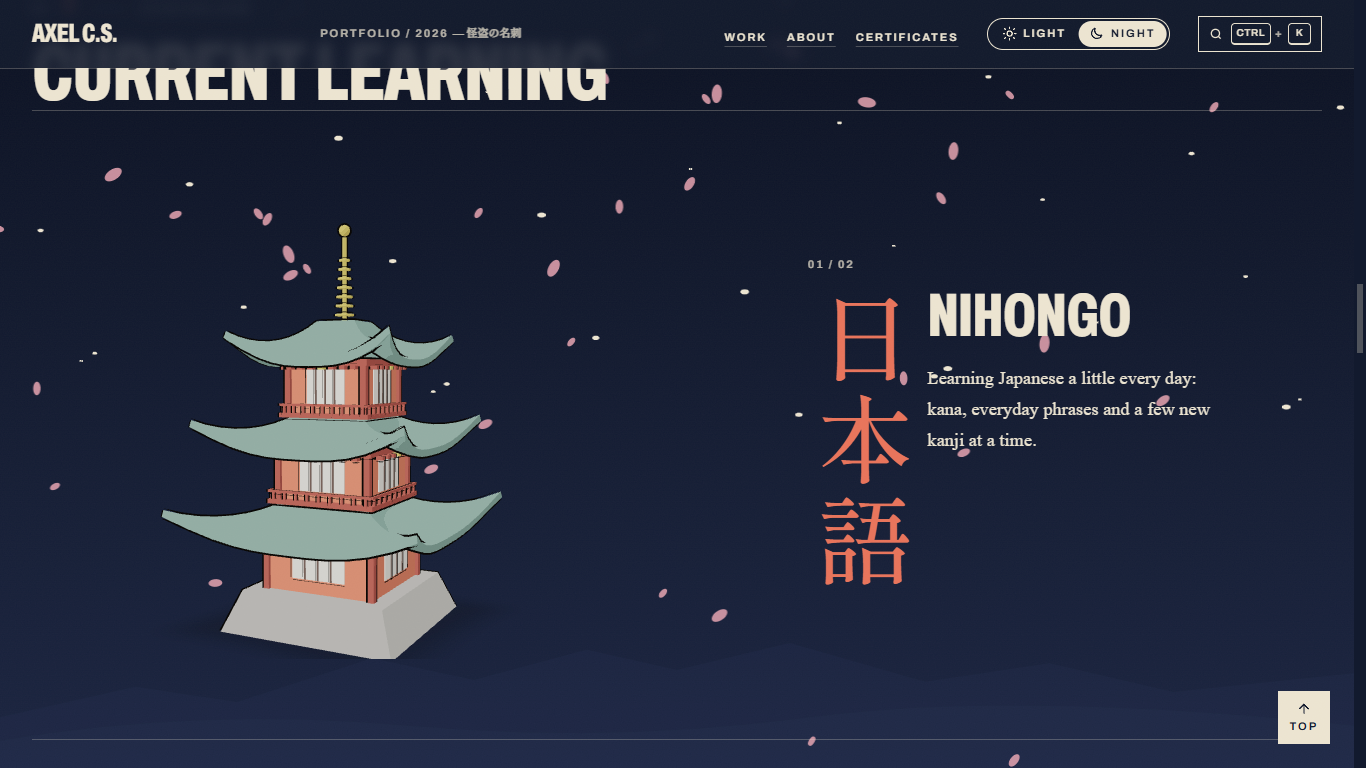 AXEL C.S.
PORTFOLIO / 2026 — 怪盗の名刺
WORK
ABOUT
CERTIFICATES
LIGHT
NIGHT
CTRL + K
CURRENT LEARNING
01 / 02
日本語
NIHONGO
Learning Japanese a little every day:
kana, everyday phrases and a few new
kanji at a time.
TOP